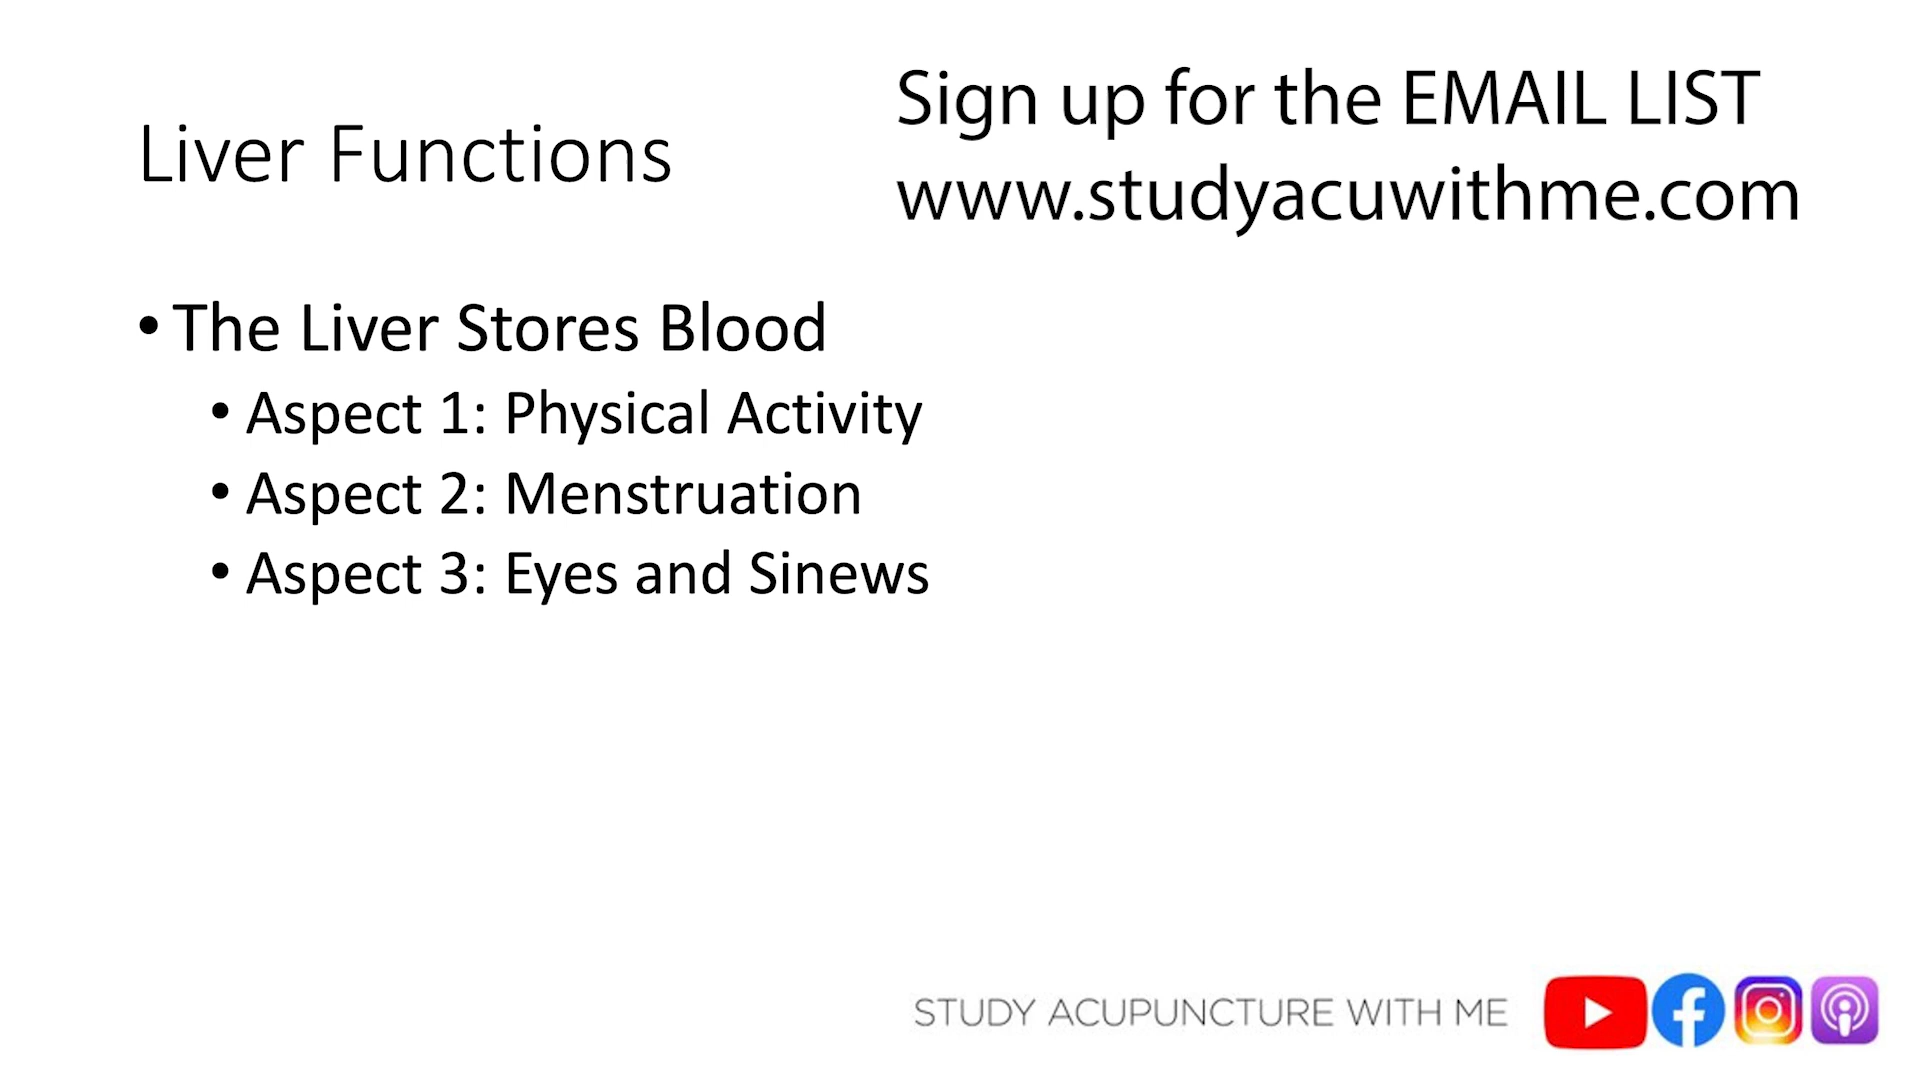 Liver Functions
Sign up for the EMAIL LIST
www.studyacuwithme.com
• The Liver Stores Blood
• Aspect 1: Physical Activity
• Aspect 2: Menstruation
• Aspect 3: Eyes and Sinews
STUDY ACUPUNCTURE WITH ME